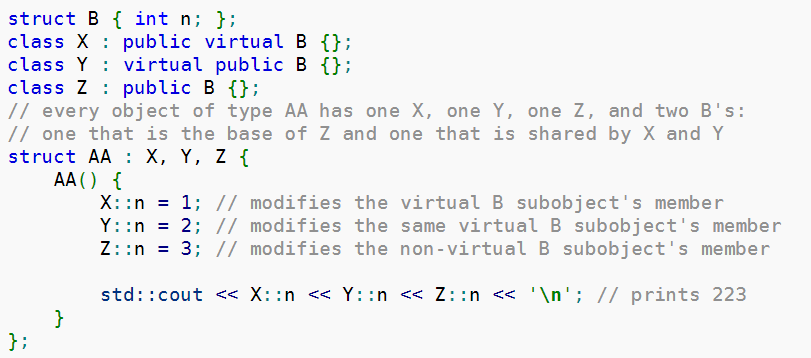 struct B { int n; };
class X : public virtual B {};
class Y : virtual public B {};
class Z : public B {};
// every object of type AA has one X, one Y, one Z, and two B's:
// one that is the base of Z and one that is shared by X and Y
struct AA : X, Y, Z {
    AA() {
        X::n = 1; // modifies the virtual B subobject's member
        Y::n = 2; // modifies the same virtual B subobject's member
        Z::n = 3; // modifies the non-virtual B subobject's member

        std::cout << X::n << Y::n << Z::n << '\n'; // prints 223
    }
};